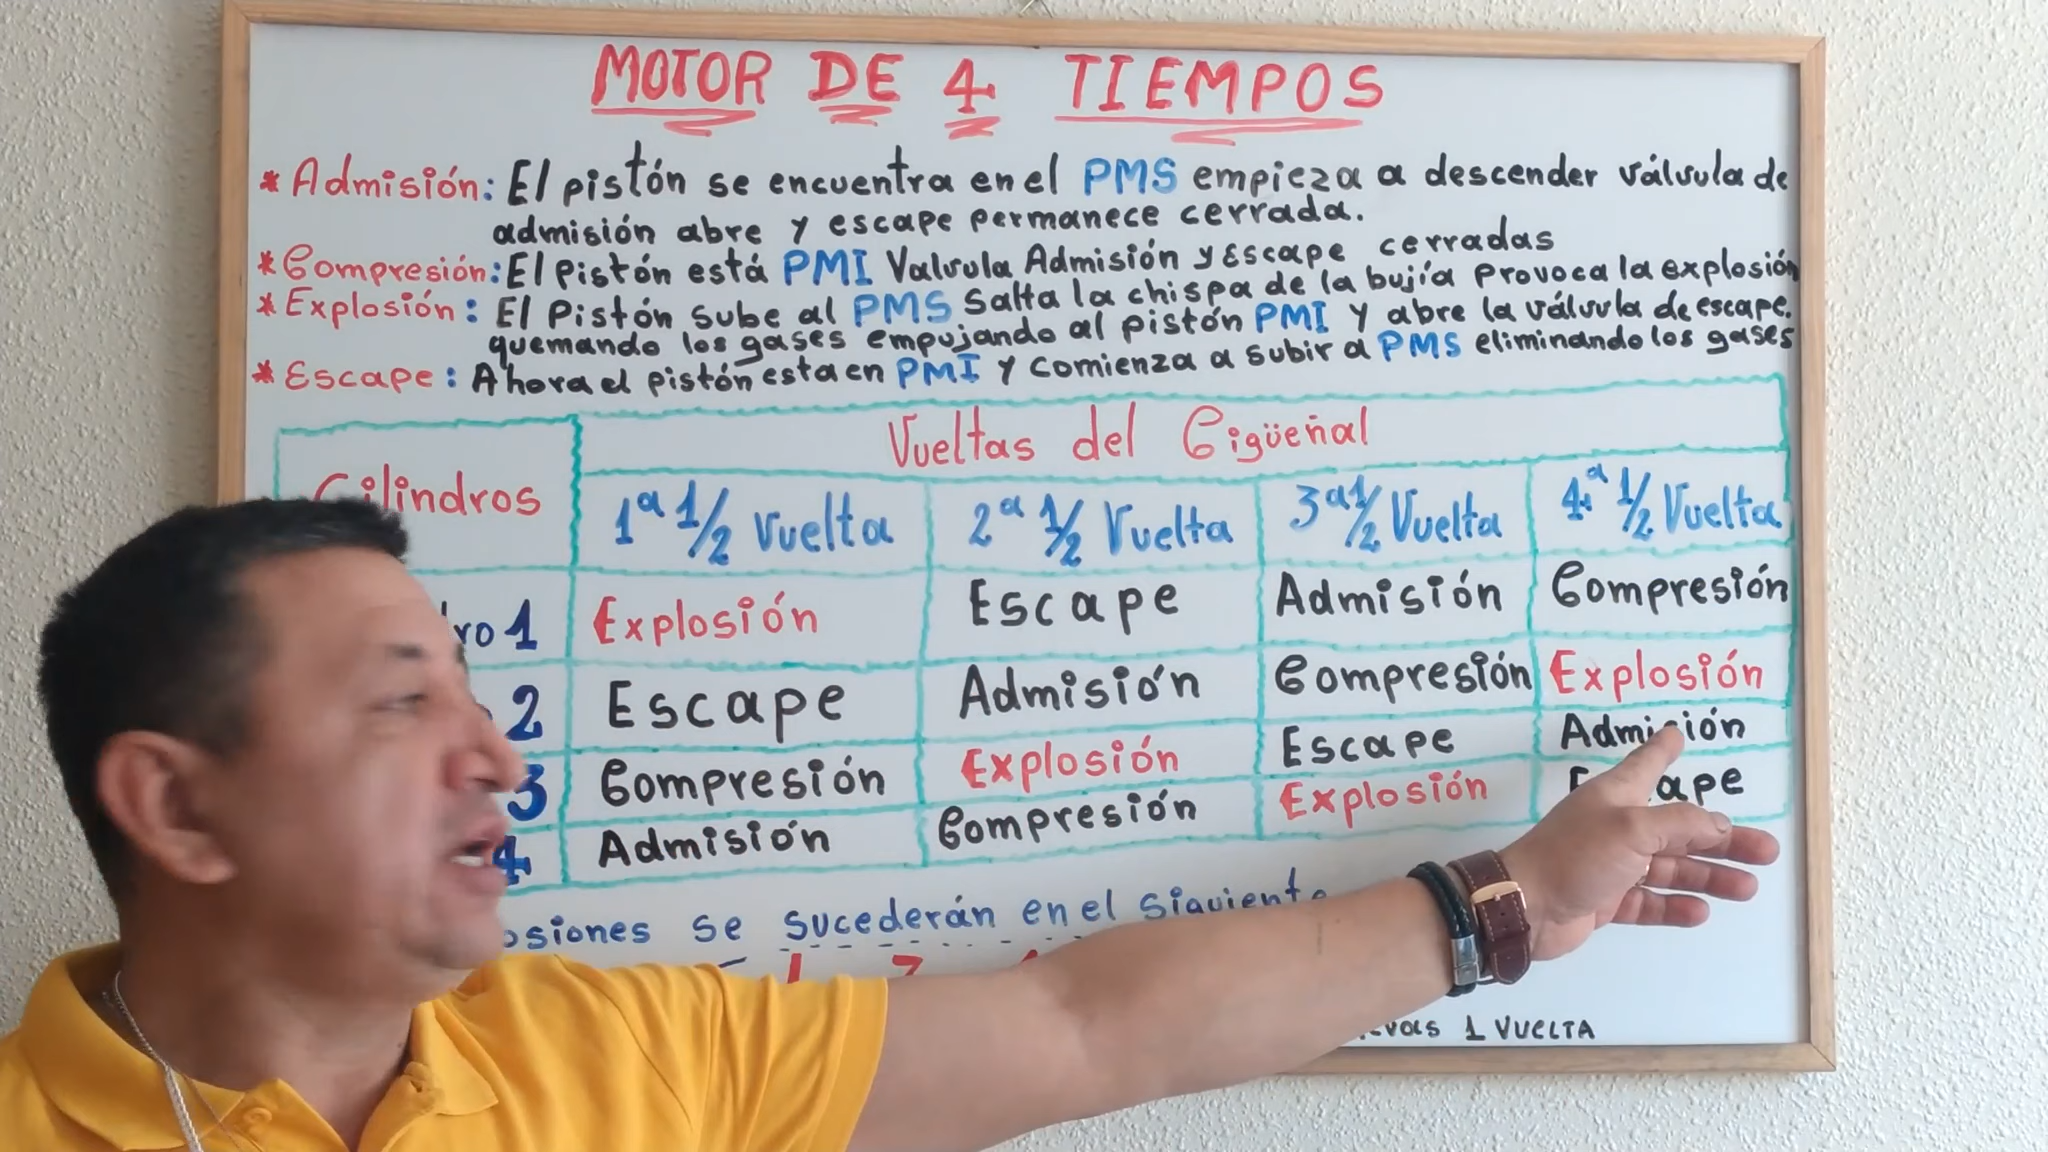 MOTOR DE 4 TIEMPOS
* Admisión: El pistón se encuentra en el PMS empieza a descender válvula de
admisión abre y escape permanece cerrada.
* Compresión: El Pistón está PMI Valvula Admisión y Escape cerradas
* Explosión: El Pistón sube al PMS Salta la chispa de la bujía Provoca la explosión
quemando los gases empujando al pistón PMI y abre la válvula de escape.
* Escape: Ahora el pistón esta en PMI y comienza a subir a PMS eliminando los gases
Cilindros
Vueltas del Cigüeñal
1ª 1/2 Vuelta 2ª 1/2 Vuelta 3ª 1/2 Vuelta 4ª 1/2 Vuelta
1 Explosión Escape Admisión Compresión
2 Escape Admisión Compresión Explosión
3 Compresión Explosión Escape Admisión
4 Admisión Compresión Explosión Escape
se sucederán en el siguiente
1 VUELTA